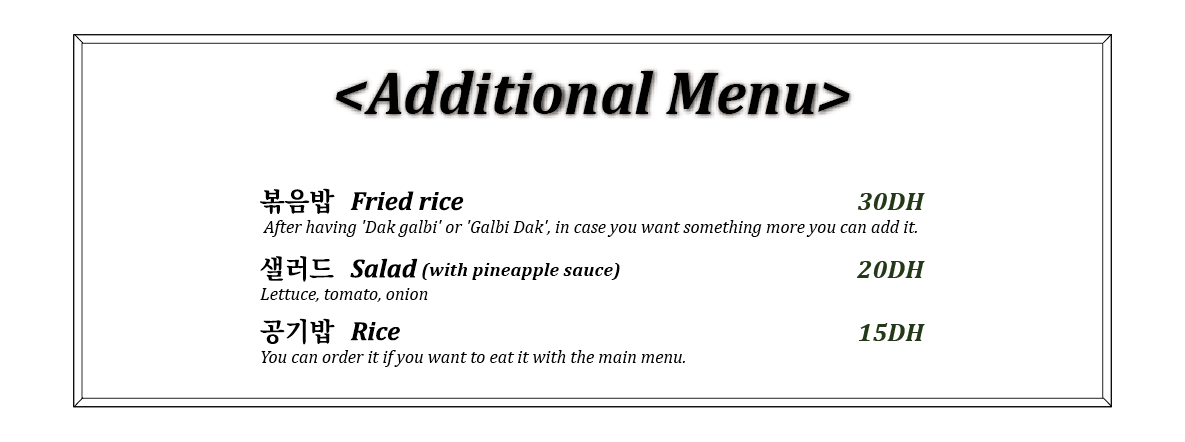 <Additional Menu>
볶음밥 Fried rice 30DH
After having 'Dak galbi' or 'Galbi Dak', in case you want something more you can add it.
샐러드 Salad (with pineapple sauce) 20DH
Lettuce, tomato, onion
공기밥 Rice 15DH
You can order it if you want to eat it with the main menu.